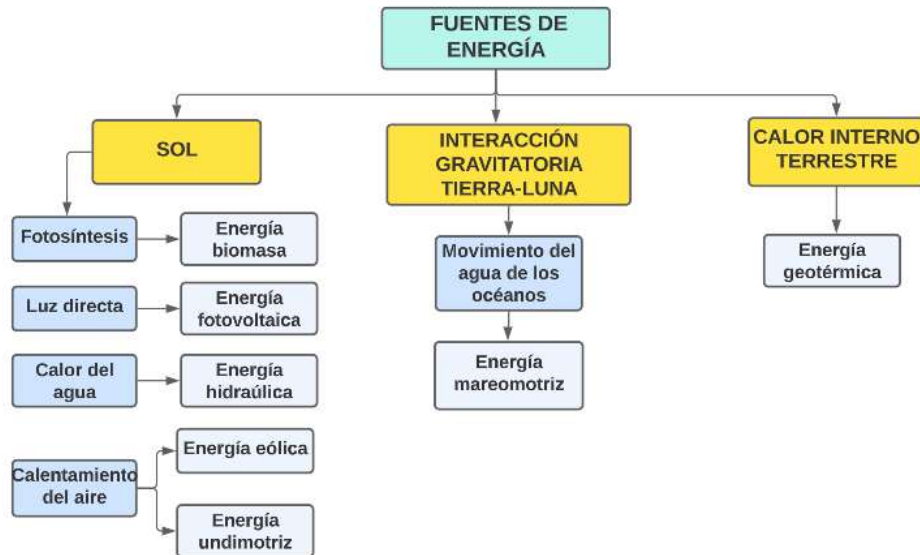 FUENTES DE
ENERGÍA
SOL
INTERACCIÓN
GRAVITATORIA
TIERRA-LUNA
CALOR INTERNO
TERRESTRE
Fotosíntesis
Energía
biomasa
Luz directa
Energía
fotovoltaica
Calor del
agua
Energía
hidraúlica
Calentamiento
del aire
Energía eólica
Energía
undimotriz
Movimiento del
agua de los
océanos
Energía
mareomotriz
Energía
geotérmica